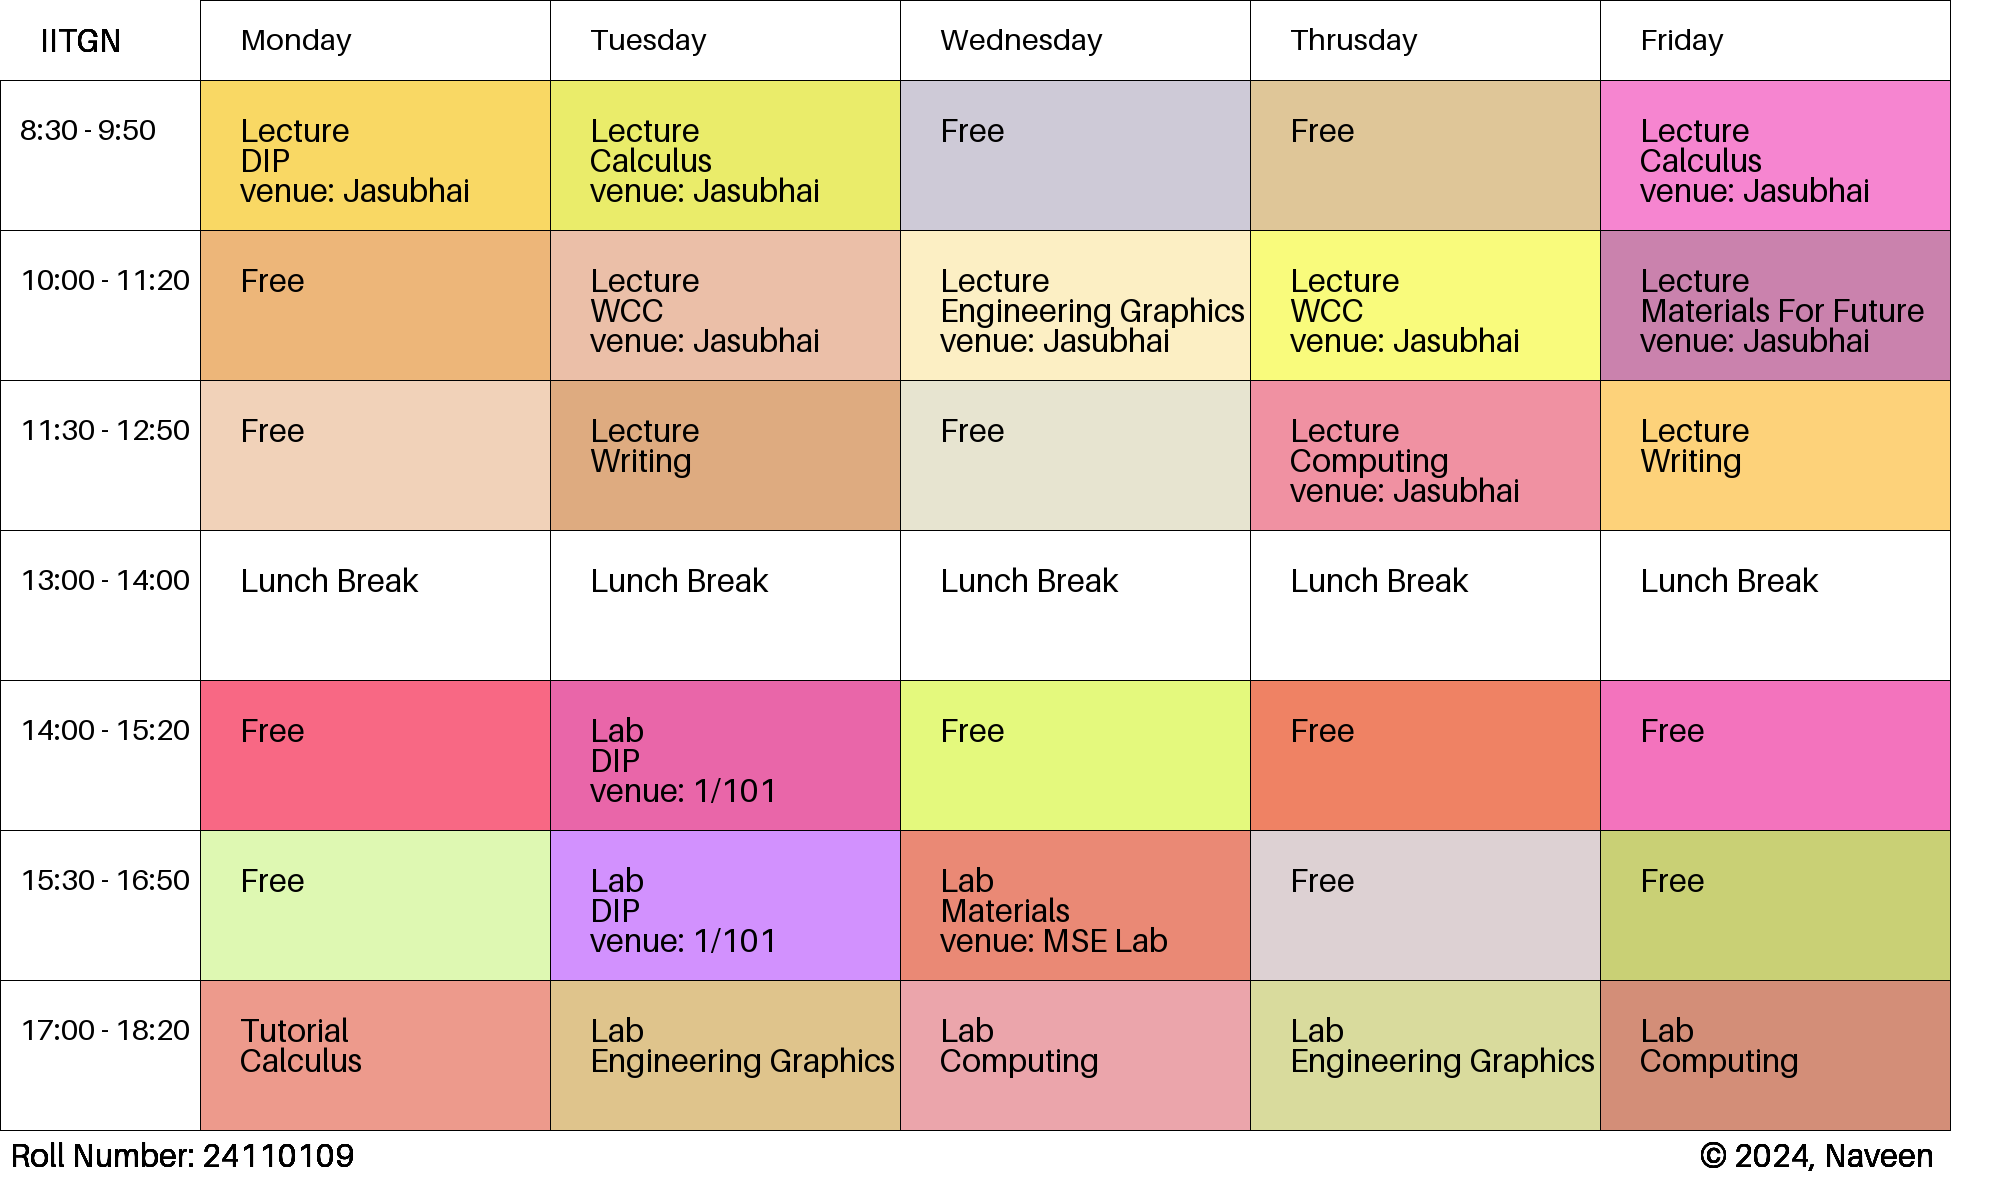 IITGN
Monday
Tuesday
Wednesday
Thrusday
Friday
8:30 - 9:50
Lecture
DIP
venue: Jasubhai
Lecture
Calculus
venue: Jasubhai
Free
Free
Lecture
Calculus
venue: Jasubhai
10:00 - 11:20
Free
Lecture
WCC
venue: Jasubhai
Lecture
Engineering Graphics
venue: Jasubhai
Lecture
WCC
venue: Jasubhai
Lecture
Materials For Future
venue: Jasubhai
11:30 - 12:50
Free
Lecture
Writing
Free
Lecture
Computing
venue: Jasubhai
Lecture
Writing
13:00 - 14:00
Lunch Break
Lunch Break
Lunch Break
Lunch Break
Lunch Break
14:00 - 15:20
Free
Lab
DIP
venue: 1/101
Free
Free
Free
15:30 - 16:50
Free
Lab
DIP
venue: 1/101
Lab
Materials
venue: MSE Lab
Free
Free
17:00 - 18:20
Tutorial
Calculus
Lab
Engineering Graphics
Lab
Computing
Lab
Engineering Graphics
Lab
Computing
Roll Number: 24110109
© 2024, Naveen